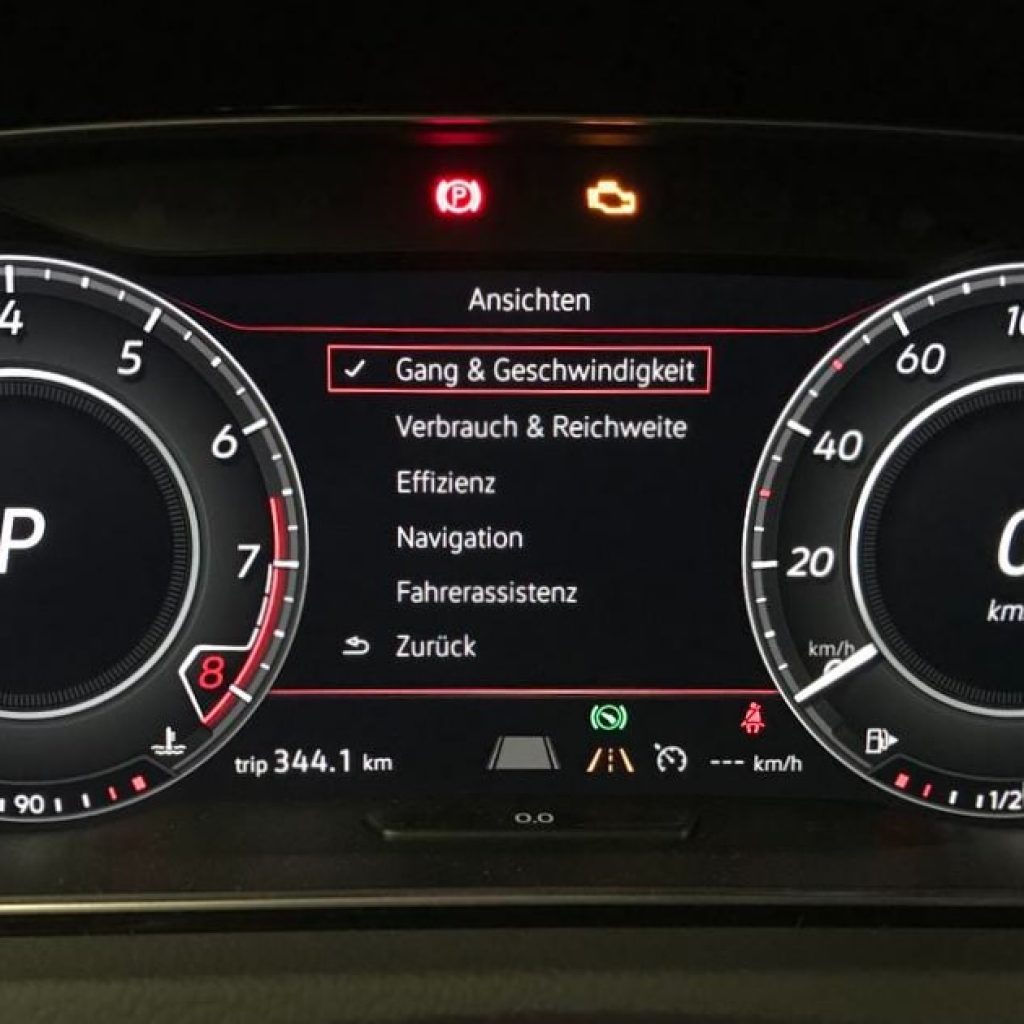 P
Ansichten
4
5
6
7
8
90
✓ Gang & Geschwindigkeit
Verbrauch & Reichweite
Effizienz
Navigation
Fahrerassistenz
Zurück
60
40
20
km/h
P
trip 344.1 km
--- km/h
0.0
1/2